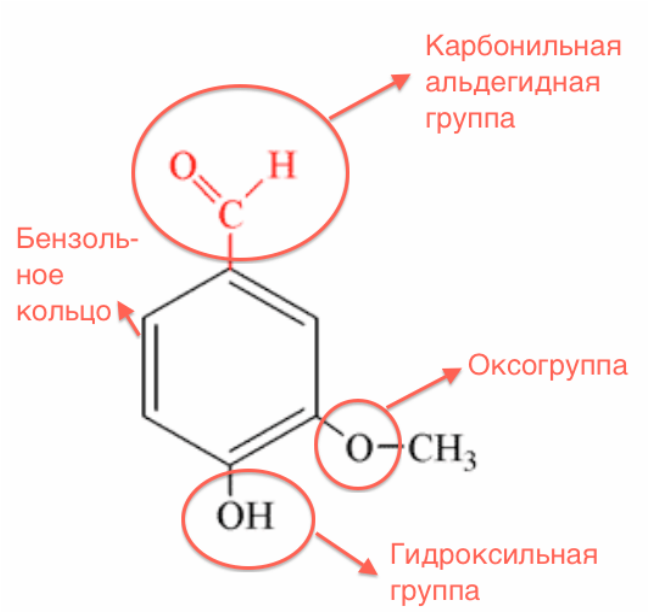 Карбонильная
альдегидная
группа
O H
C
Бензоль-
ное
кольцо
Оксогруппа
O–CH₃
OH
Гидроксильная
группа